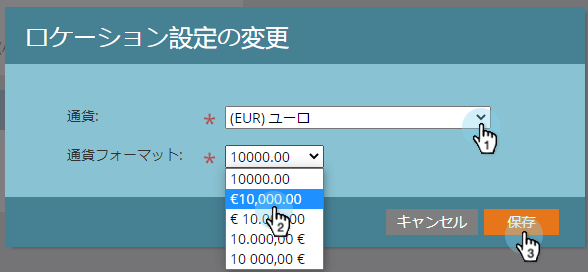 ロケーション設定の変更
通貨: * (EUR) ユーロ
1
通貨フォーマット: * 10000.00
10000.00
€10,000.00
2
€ 10.000,00
10.000,00 €
10 000,00 €
キャンセル 保存
3